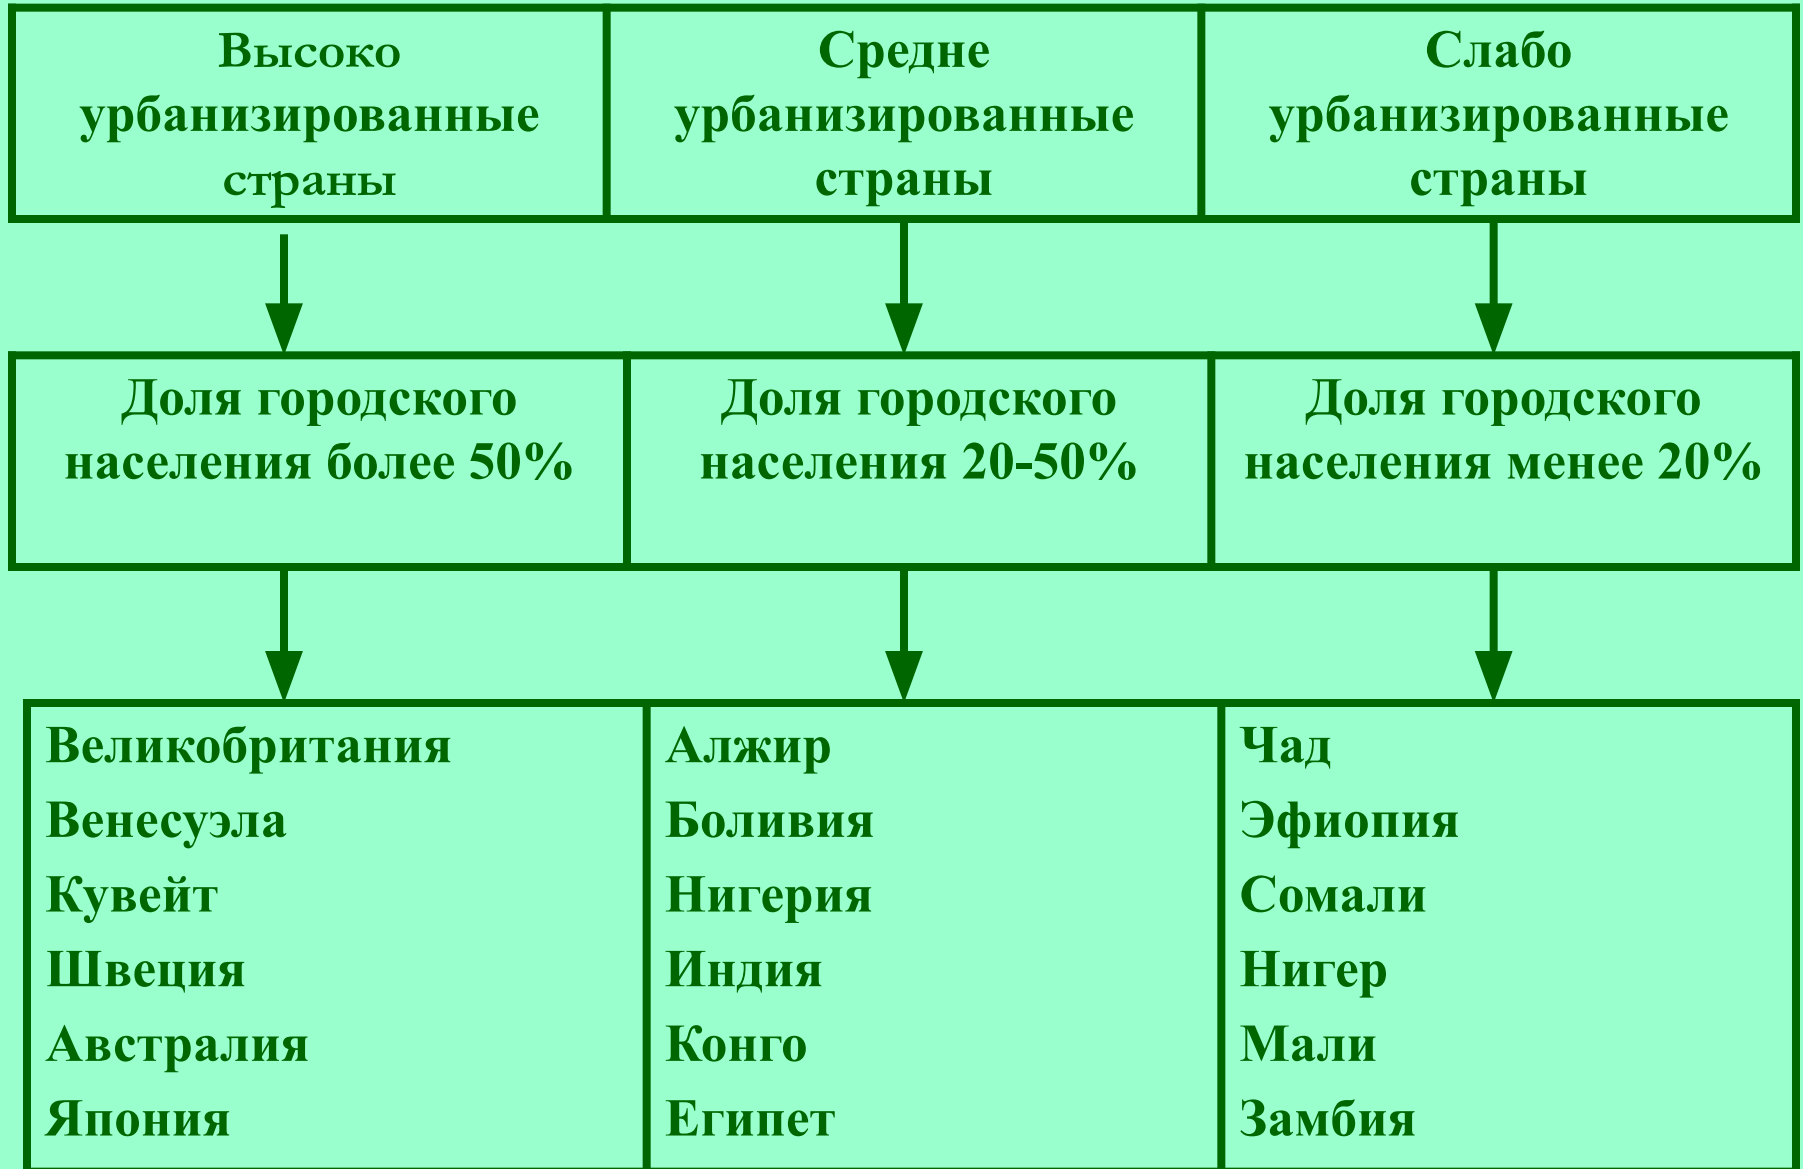 Высоко
урбанизированные
страны
Средне
урбанизированные
страны
Слабо
урбанизированные
страны
Доля городского
населения более 50%
Доля городского
населения 20-50%
Доля городского
населения менее 20%
Великобритания
Венесуэла
Кувейт
Швеция
Австралия
Япония
Алжир
Боливия
Нигерия
Индия
Конго
Египет
Чад
Эфиопия
Сомали
Нигер
Мали
Замбия